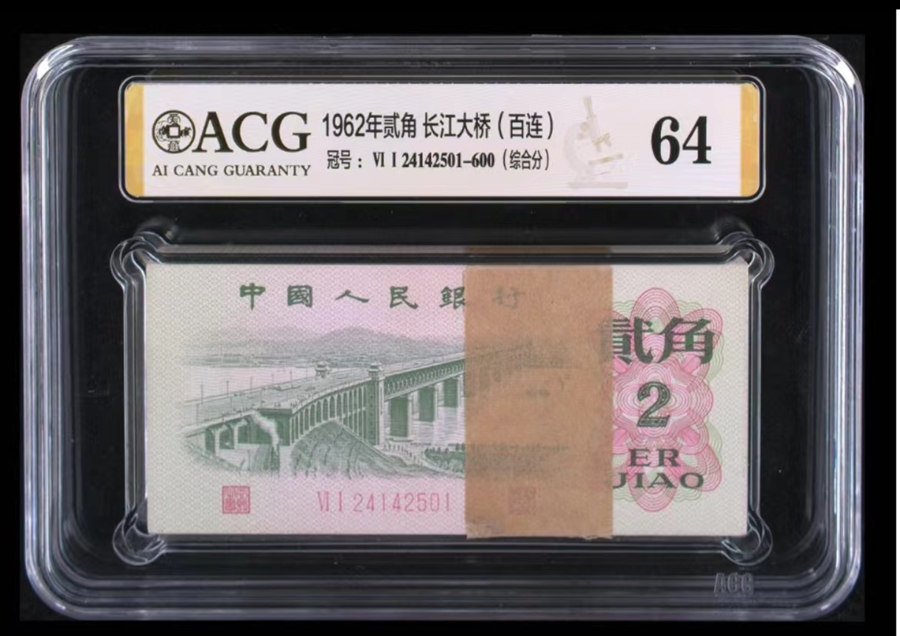 ACG
AI CANG GUARANTY
1962年贰角 长江大桥（百连）
冠号：Ⅵ Ⅰ 24142501-600（综合分）
64
中國人民銀行
貳角
2
ER
JIAO
Ⅵ Ⅰ 24142501
ACG